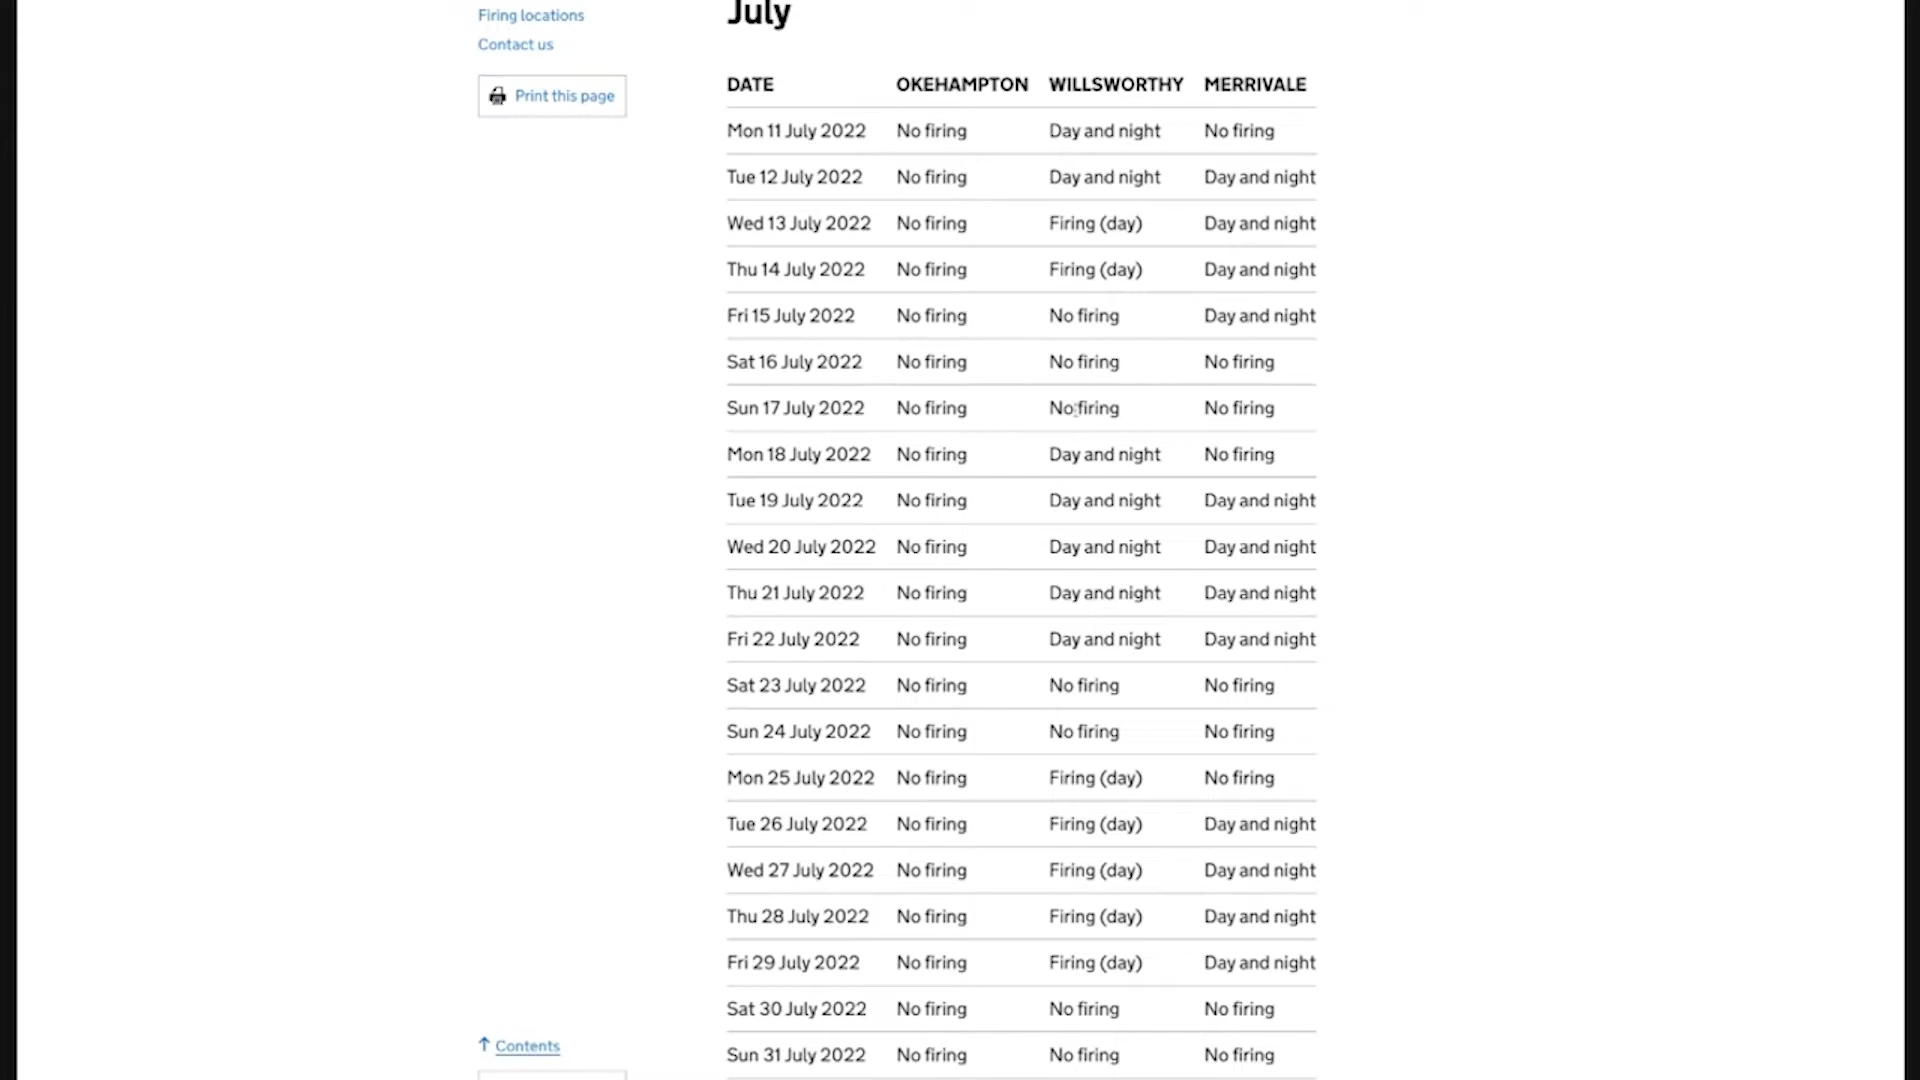 Firing locations
Contact us
Print this page
July
DATE OKEHAMPTON WILLSWORTHY MERRIVALE
Mon 11 July 2022 No firing Day and night No firing
Tue 12 July 2022 No firing Day and night Day and night
Wed 13 July 2022 No firing Firing (day) Day and night
Thu 14 July 2022 No firing Firing (day) Day and night
Fri 15 July 2022 No firing No firing Day and night
Sat 16 July 2022 No firing No firing No firing
Sun 17 July 2022 No firing No firing No firing
Mon 18 July 2022 No firing Day and night No firing
Tue 19 July 2022 No firing Day and night Day and night
Wed 20 July 2022 No firing Day and night Day and night
Thu 21 July 2022 No firing Day and night Day and night
Fri 22 July 2022 No firing Day and night Day and night
Sat 23 July 2022 No firing No firing No firing
Sun 24 July 2022 No firing No firing No firing
Mon 25 July 2022 No firing Firing (day) No firing
Tue 26 July 2022 No firing Firing (day) Day and night
Wed 27 July 2022 No firing Firing (day) Day and night
Thu 28 July 2022 No firing Firing (day) Day and night
Fri 29 July 2022 No firing Firing (day) Day and night
Sat 30 July 2022 No firing No firing No firing
Sun 31 July 2022 No firing No firing No firing
↑ Contents